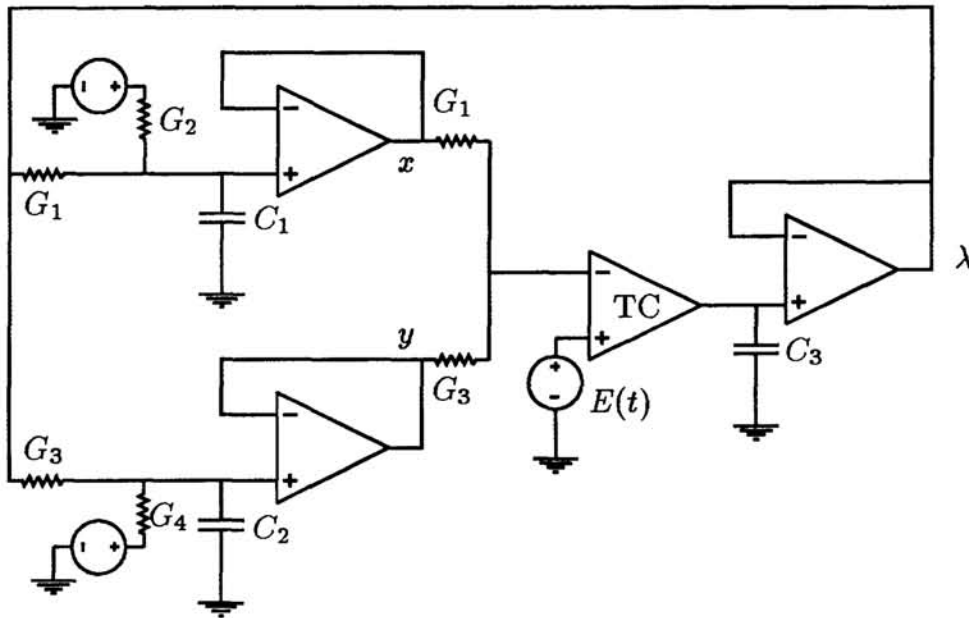 G₂
G₁
x
G₁
C₁
TC
λ
y
G₃
C₃
E(t)
G₃
G₄
C₂